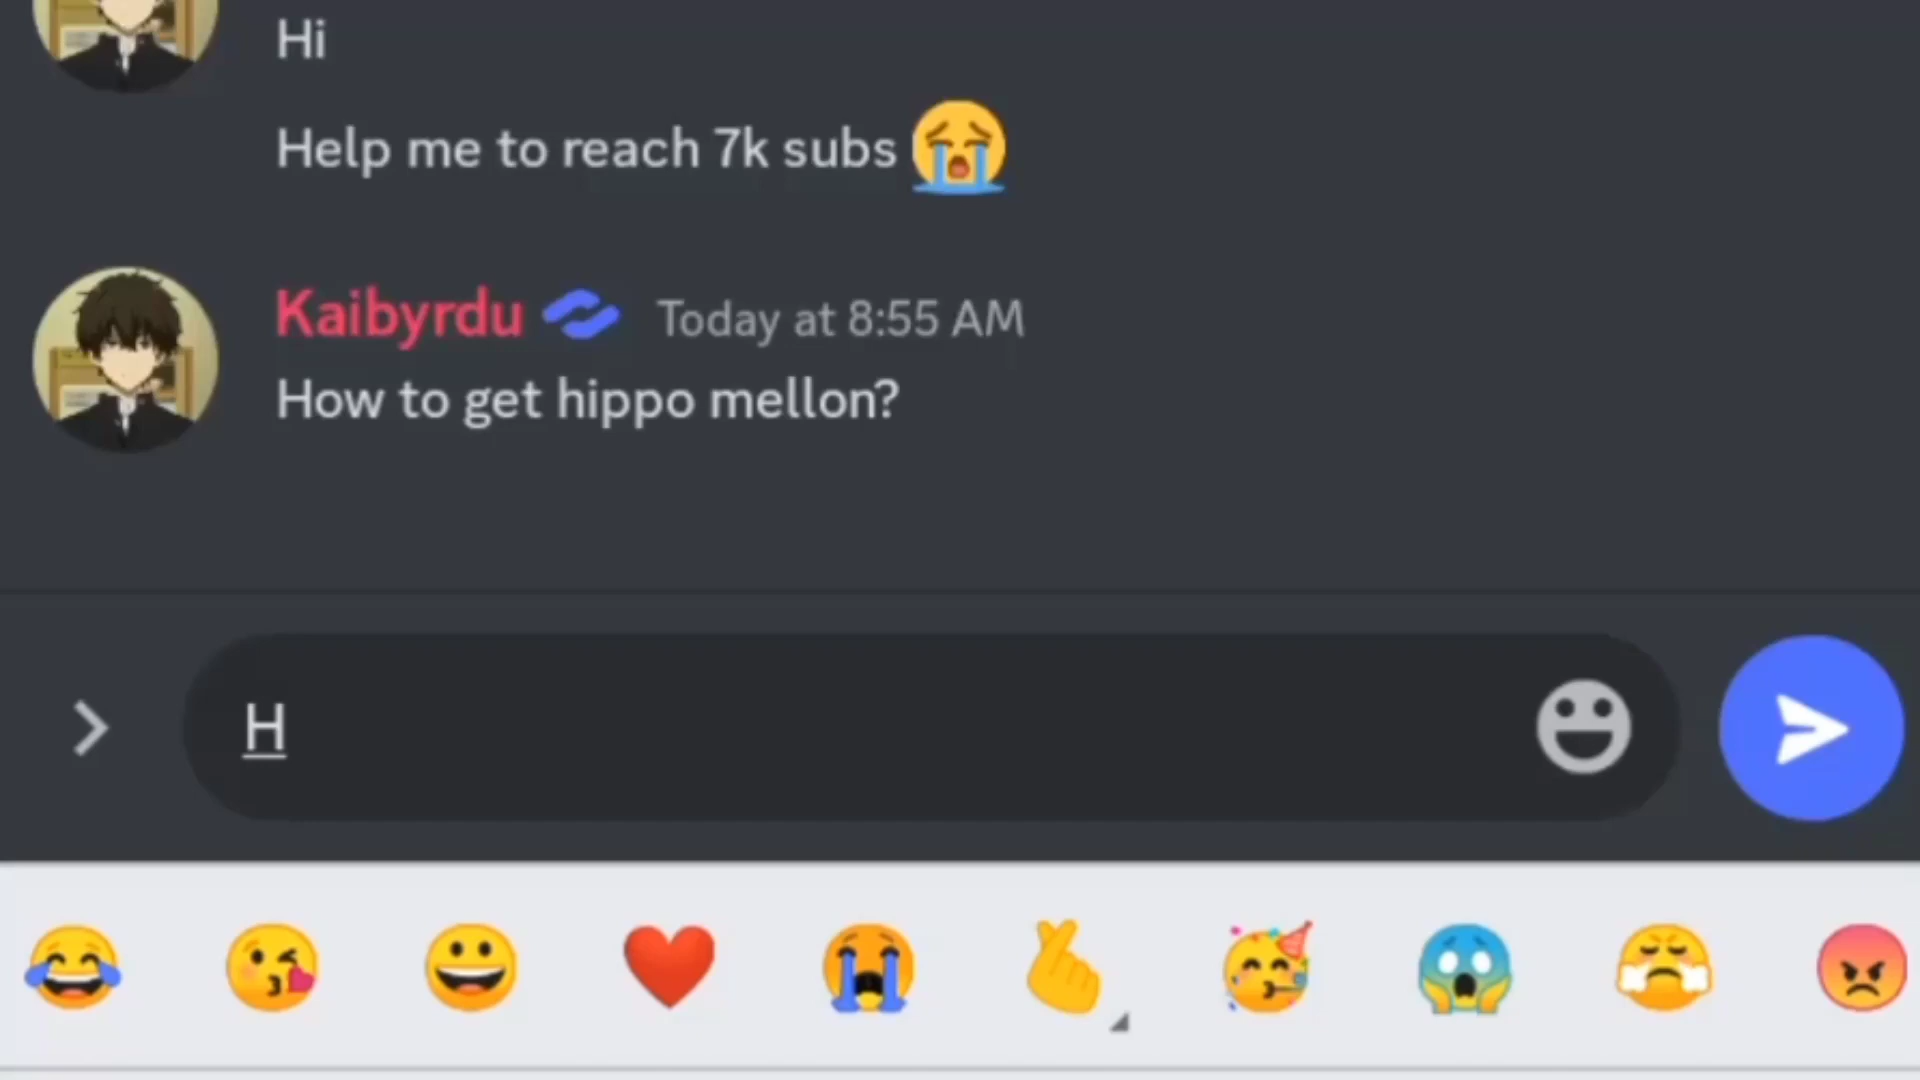 Hi
Help me to reach 7k subs 😭
Kaibyrdu Today at 8:55 AM
How to get hippo mellon?
H